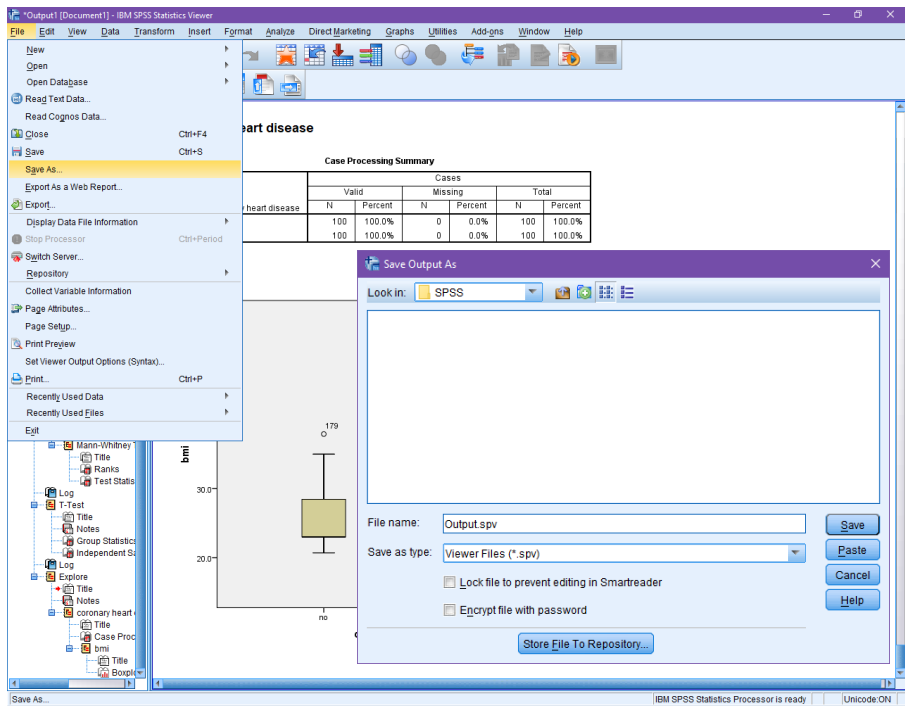 *Output1 [Document1] - IBM SPSS Statistics Viewer
File Edit View Data Transform Insert Format Analyze Direct Marketing Graphs Utilities Add-ons Window Help
New
Open
Open Database
Read Text Data...
Read Cognos Data...
Close Ctrl+F4
Save Ctrl+S
Save As...
Export As a Web Report...
Export...
Display Data File Information
Stop Processor Ctrl+Period
Switch Server...
Repository
Collect Variable Information
Page Attributes...
Page Setup...
Print Preview
Set Viewer Output Options (Syntax)...
Print... Ctrl+P
Recently Used Data
Recently Used Files
Exit
Mann-Whitney
Title
Ranks
Test Statis
Log
T-Test
Title
Notes
Group Statistics
Independent Sa
Log
Explore
Title
Notes
coronary heart
Title
Case Proc
bmi
Title
Boxpl
eart disease
Case Processing Summary
Cases
Valid Missing Total
heart disease N Percent N Percent N Percent
100 100.0% 0 0.0% 100 100.0%
100 100.0% 0 0.0% 100 100.0%
179
bmi
30.0
20.0
no
Save Output As
Look in: SPSS
File name: Output.spv
Save as type: Viewer Files (*.spv)
Lock file to prevent editing in Smartreader
Encrypt file with password
Save
Paste
Cancel
Help
Store File To Repository...
Save As...
IBM SPSS Statistics Processor is ready
Unicode:ON